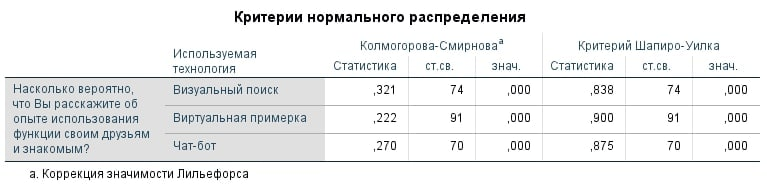 Критерии нормального распределения
Используемая технология Колмогорова-Смирноваª Критерий Шапиро-Уилка
Статистика ст.св. знач. Статистика ст.св. знач.
Насколько вероятно, что Вы расскажите об опыте использования функции своим друзьям и знакомым?
Визуальный поиск ,321 74 ,000 ,838 74 ,000
Виртуальная примерка ,222 91 ,000 ,900 91 ,000
Чат-бот ,270 70 ,000 ,875 70 ,000
a. Коррекция значимости Лильефорса